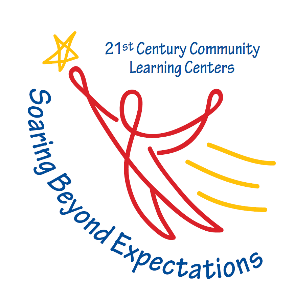 21st Century Community
Learning Centers
Soaring Beyond Expectations